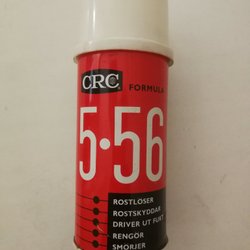 CRC
FORMULA
5·56
ROSTLÖSER
ROSTSKYDDAR
DRIVER UT FUKT
RENGÖR
SMÖRJER